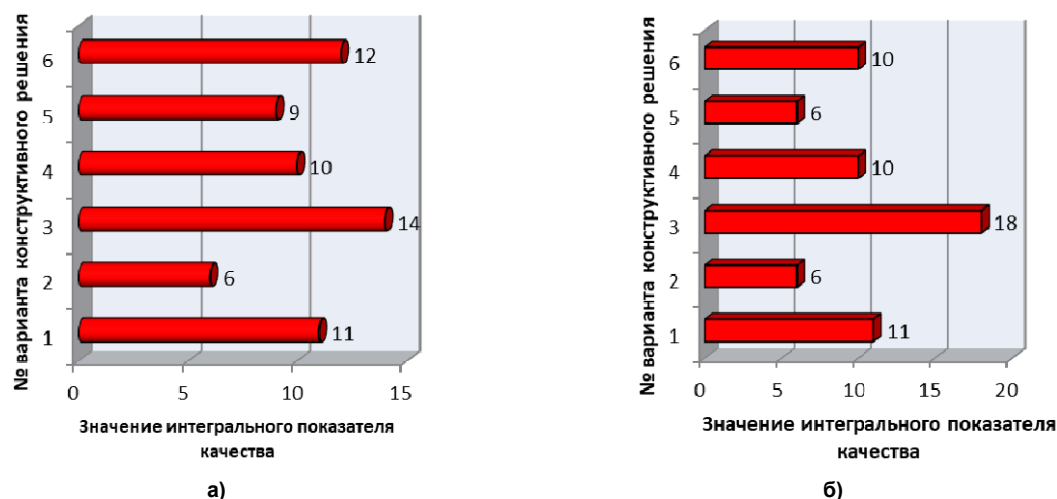 № варианта конструктивного решения
6
12
5
9
4
10
3
14
2
6
1
11
0 5 10 15
Значение интегрального показателя
качества
а)
№ варианта конструктивного решения
6
10
5
6
4
10
3
18
2
6
1
11
0 5 10 15 20
Значение интегрального показателя
качества
б)